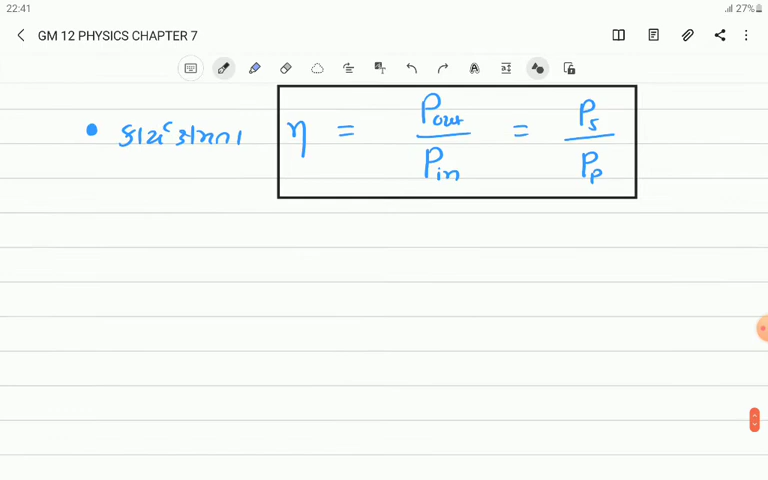 22:41
27%
GM 12 PHYSICS CHAPTER 7
• કાર્યક્ષમતા η = P_out / P_in = P_s / P_p